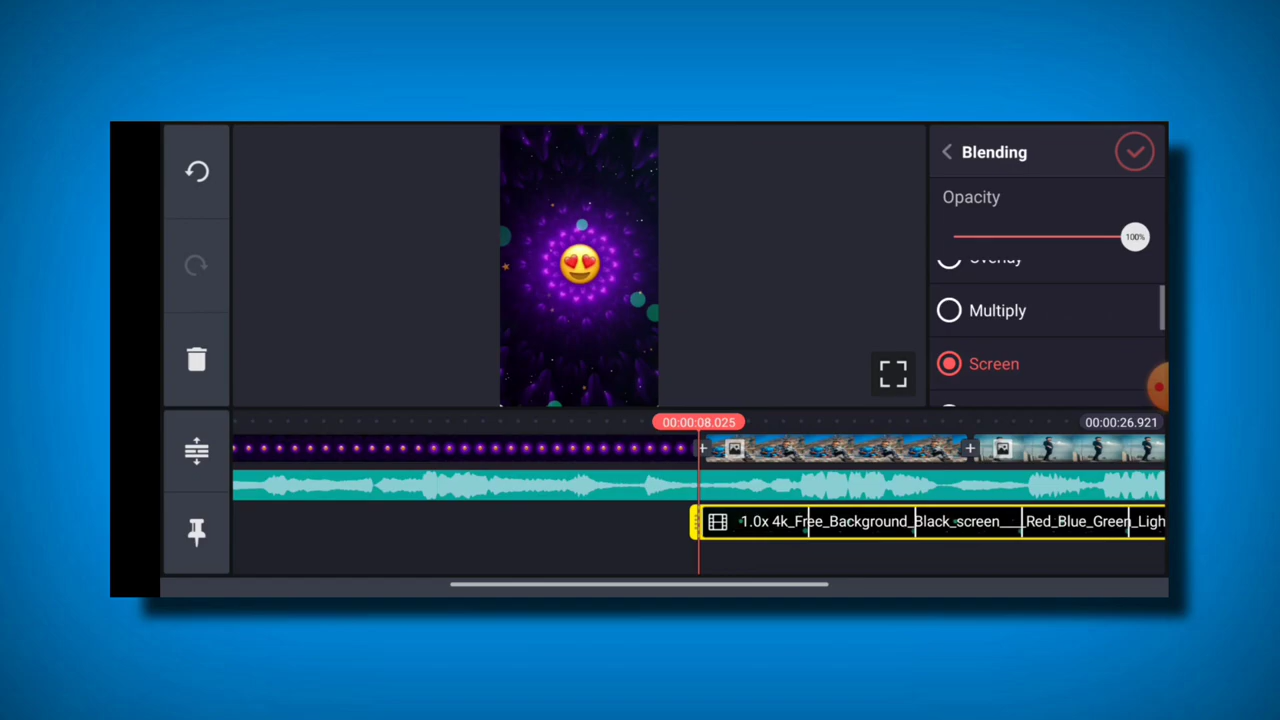 Blending
Opacity
100%
Overlay
Multiply
Screen
00:00:08.025
00:00:26.921
1.0x 4k_Free_Background_Black_screen___Red_Blue_Green_Ligh